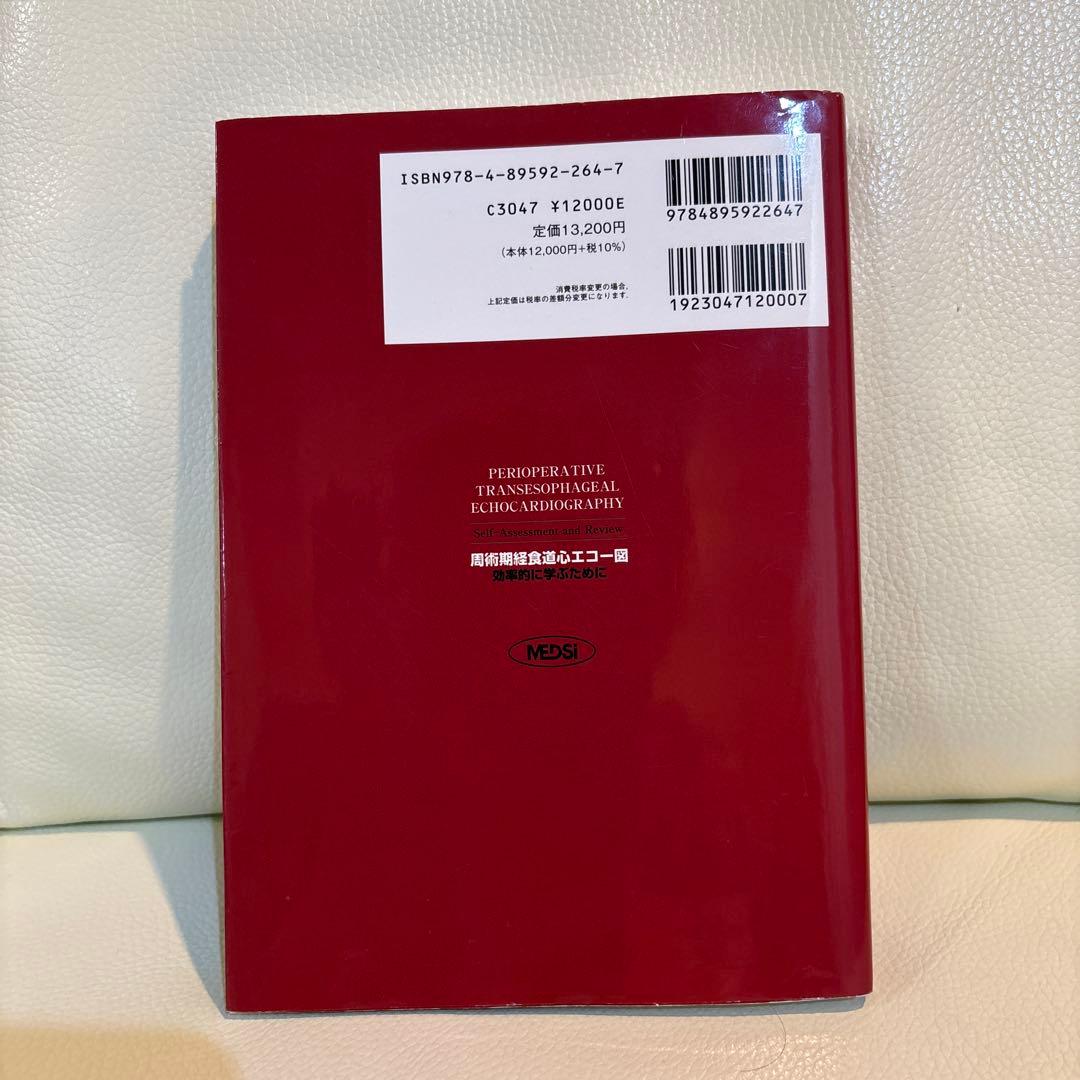 ISBN978-4-89592-264-7
C3047 ¥12000E
定価13,200円
(本体12,000円+税10%)
消費税率変更の場合,
上記定価は税率の差額分変更になります.
9784895922647
1923047120007
PERIOPERATIVE
TRANSESOPHAGEAL
ECHOCARDIOGRAPHY
Self-Assessment and Review
周術期経食道心エコー図
効率的に学ぶために
MEDSi